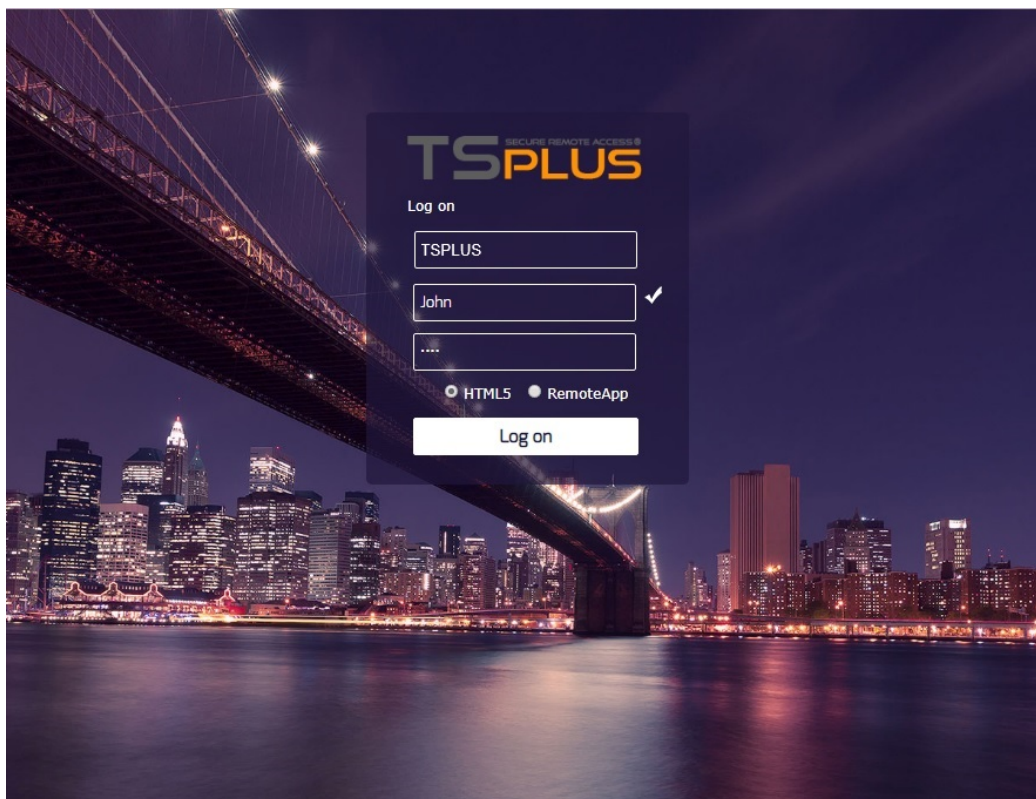 SECURE REMOTE ACCESS®
TSPLUS
Log on
TSPLUS
John
••••
HTML5 RemoteApp
Log on